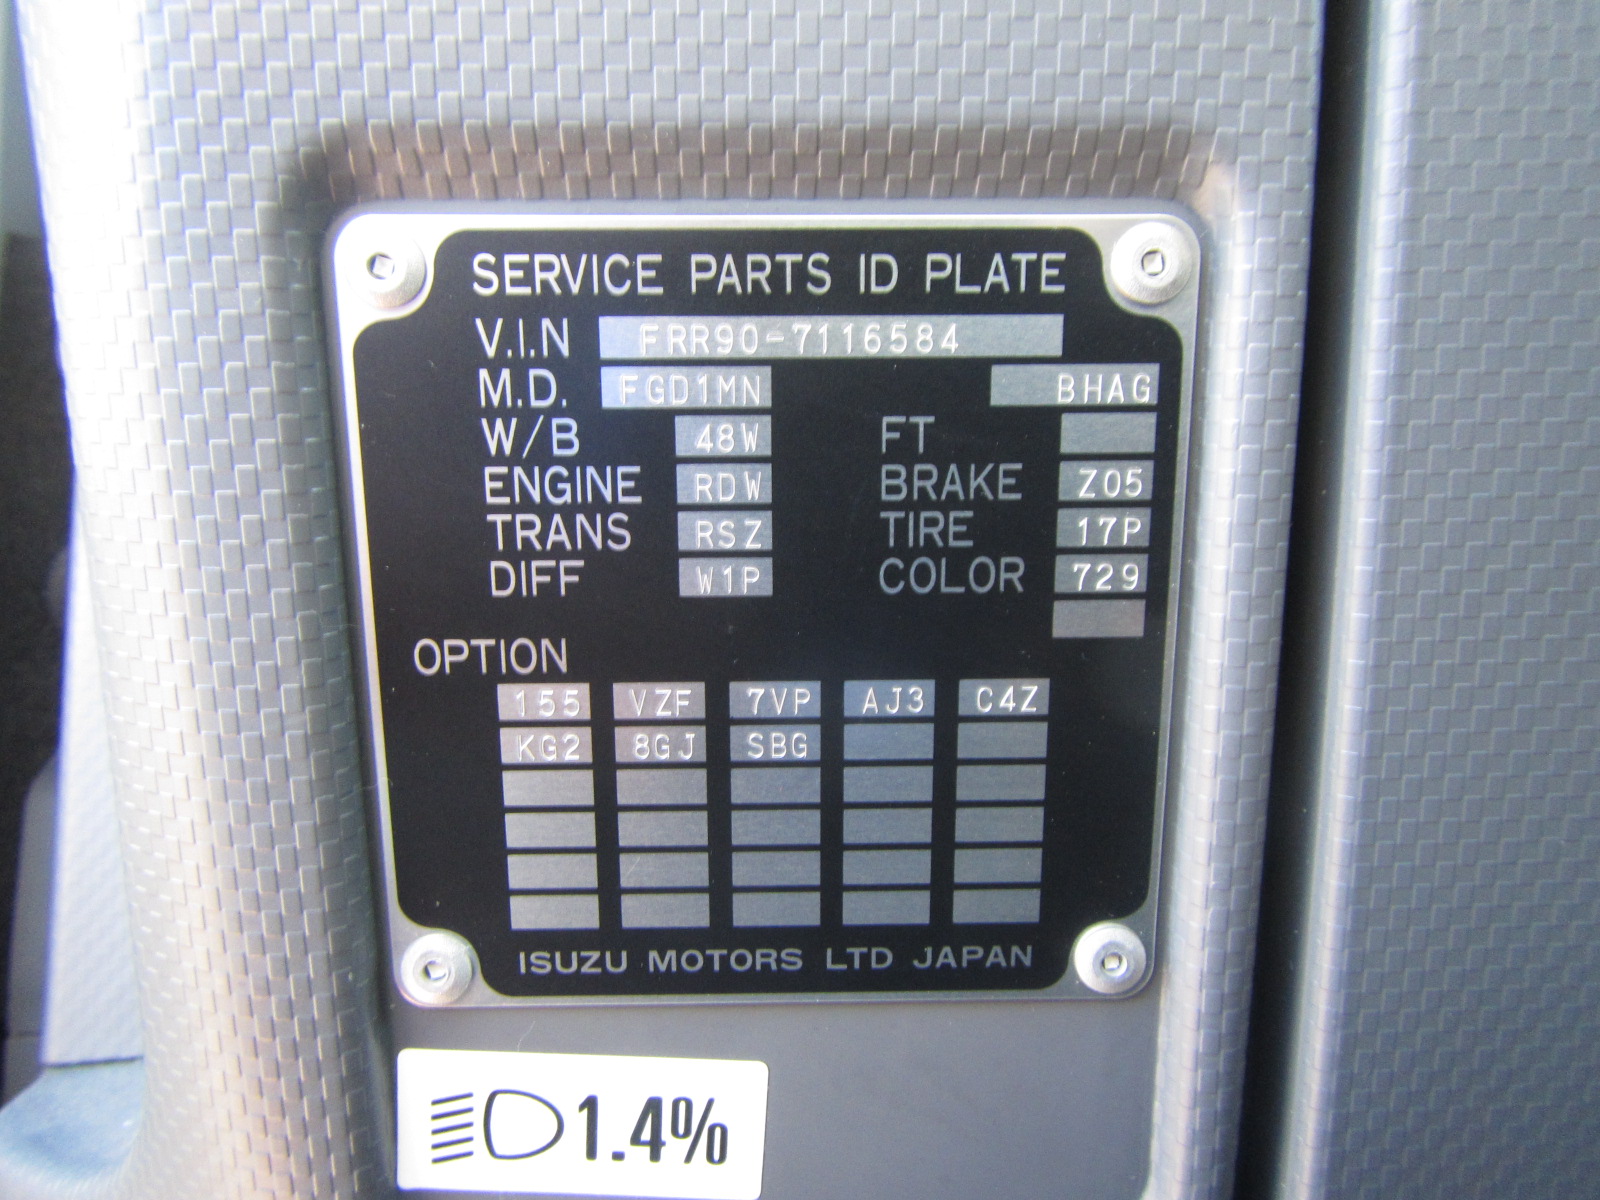 SERVICE PARTS ID PLATE
V.I.N FRR90-7116584
M.D. FGD1MN BHAG
W/B 48W FT
ENGINE RDW BRAKE Z05
TRANS RSZ TIRE 17P
DIFF W1P COLOR 729
OPTION
155 VZF 7VP AJ3 C4Z
KG2 8GJ SBG
ISUZU MOTORS LTD JAPAN
1.4%